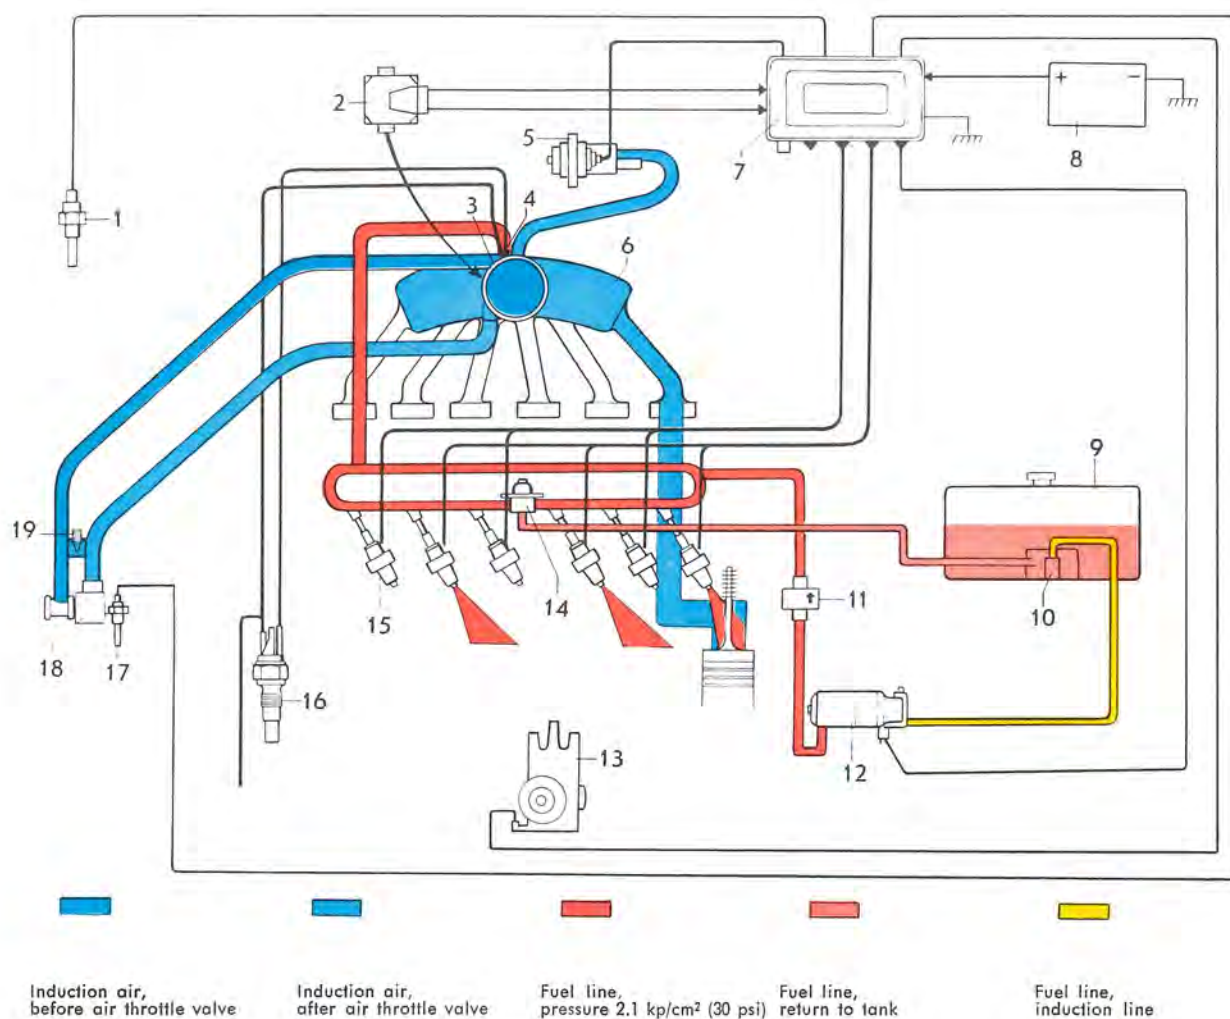 2
5
7
+ −
8
1
3
4
6
9
19
14
11
10
15
18
17
16
13
12
Induction air,
before air throttle valve
Induction air,
after air throttle valve
Fuel line,
pressure 2.1 kp/cm² (30 psi)
Fuel line,
return to tank
Fuel line,
induction line